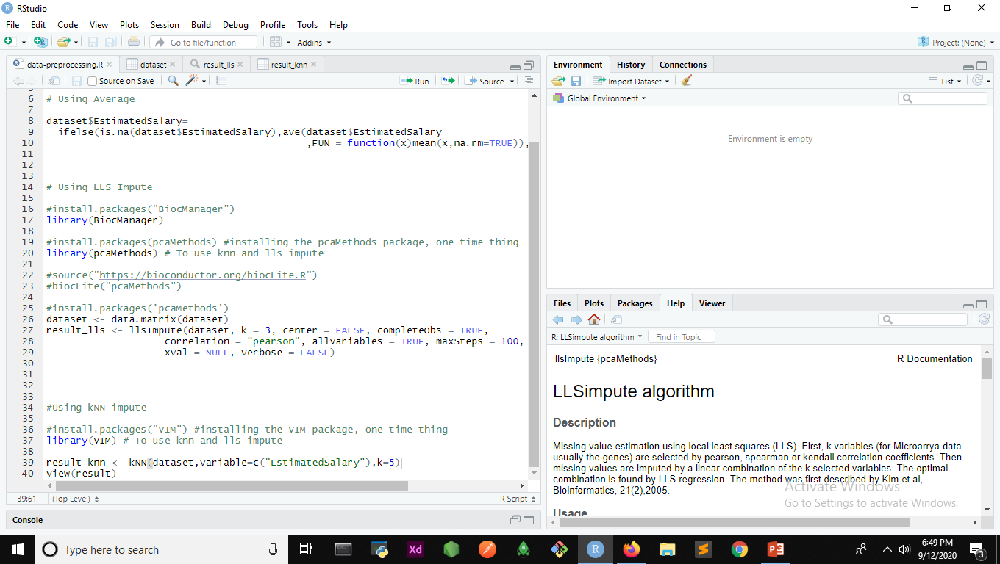 RStudio
File Edit Code View Plots Session Build Debug Profile Tools Help
Go to file/function Addins Project: (None)
data-preprocessing.R dataset result_lls result_knn
Source on Save Run Source
6 # Using Average
7
8 dataset$EstimatedSalary=
9 ifelse(is.na(dataset$EstimatedSalary),ave(dataset$EstimatedSalary
10 ,FUN = function(x)mean(x,na.rm=TRUE)),
11
12
13
14 # Using LLS Impute
15
16 #install.packages("BiocManager")
17 library(BiocManager)
18
19 #install.packages(pcaMethods) #installing the pcaMethods package, one time thing
20 library(pcaMethods) # To use knn and lls impute
21
22 #source("https://bioconductor.org/biocLite.R")
23 #biocLite("pcaMethods")
24
25 #install.packages('pcaMethods')
26 dataset <- data.matrix(dataset)
27 result_lls <- llsImpute(dataset, k = 3, center = FALSE, completeObs = TRUE,
28 correlation = "pearson", allVariables = TRUE, maxSteps = 100,
29 xval = NULL, verbose = FALSE)
30
31
32
33
34 #Using kNN impute
35
36 #install.packages("VIM") #installing the VIM package, one time thing
37 library(VIM) # To use knn and lls impute
38
39 result_knn <- kNN(dataset,variable=c("EstimatedSalary"),k=5)
40 view(result)
39:61 (Top Level) R Script
Console
Environment History Connections
Import Dataset List
Global Environment
Environment is empty
Files Plots Packages Help Viewer
R: LLSimpute algorithm Find in Topic
llsImpute {pcaMethods} R Documentation
LLSimpute algorithm
Description
Missing value estimation using local least squares (LLS). First, k variables (for Microarrya data
usually the genes) are selected by pearson, spearman or kendall correlation coefficients. Then
missing values are imputed by a linear combination of the k selected variables. The optimal
combination is found by LLS regression. The method was first described by Kim et al,
Bioinformatics, 21(2),2005.
Usage
Activate Windows
Go to Settings to activate Windows.
Type here to search
Xd
R
6:49 PM
9/12/2020
3